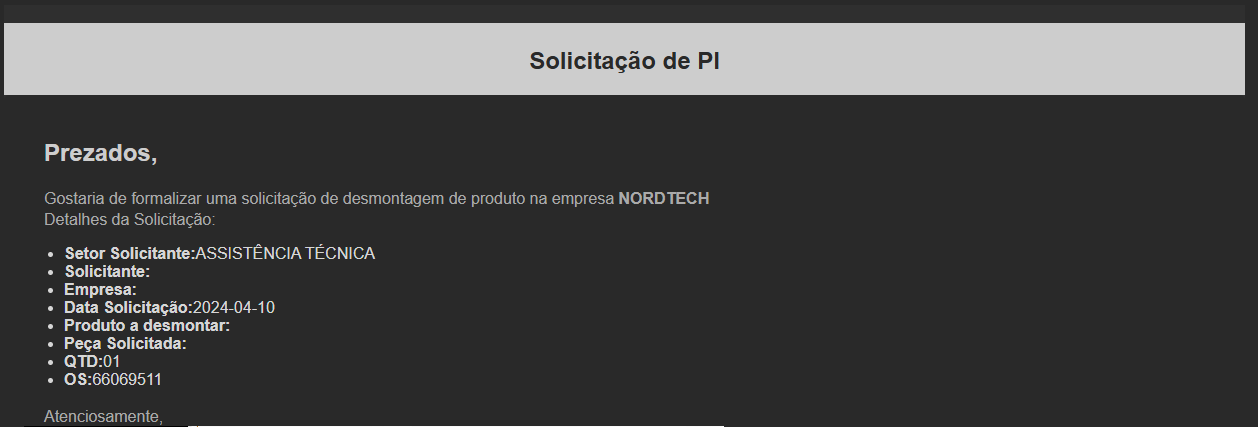 Solicitação de PI
Prezados,
Gostaria de formalizar uma solicitação de desmontagem de produto na empresa NORDTECH
Detalhes da Solicitação:
Setor Solicitante:ASSISTÊNCIA TÉCNICA
Solicitante:
Empresa:
Data Solicitação:2024-04-10
Produto a desmontar:
Peça Solicitada:
QTD:01
OS:66069511
Atenciosamente,